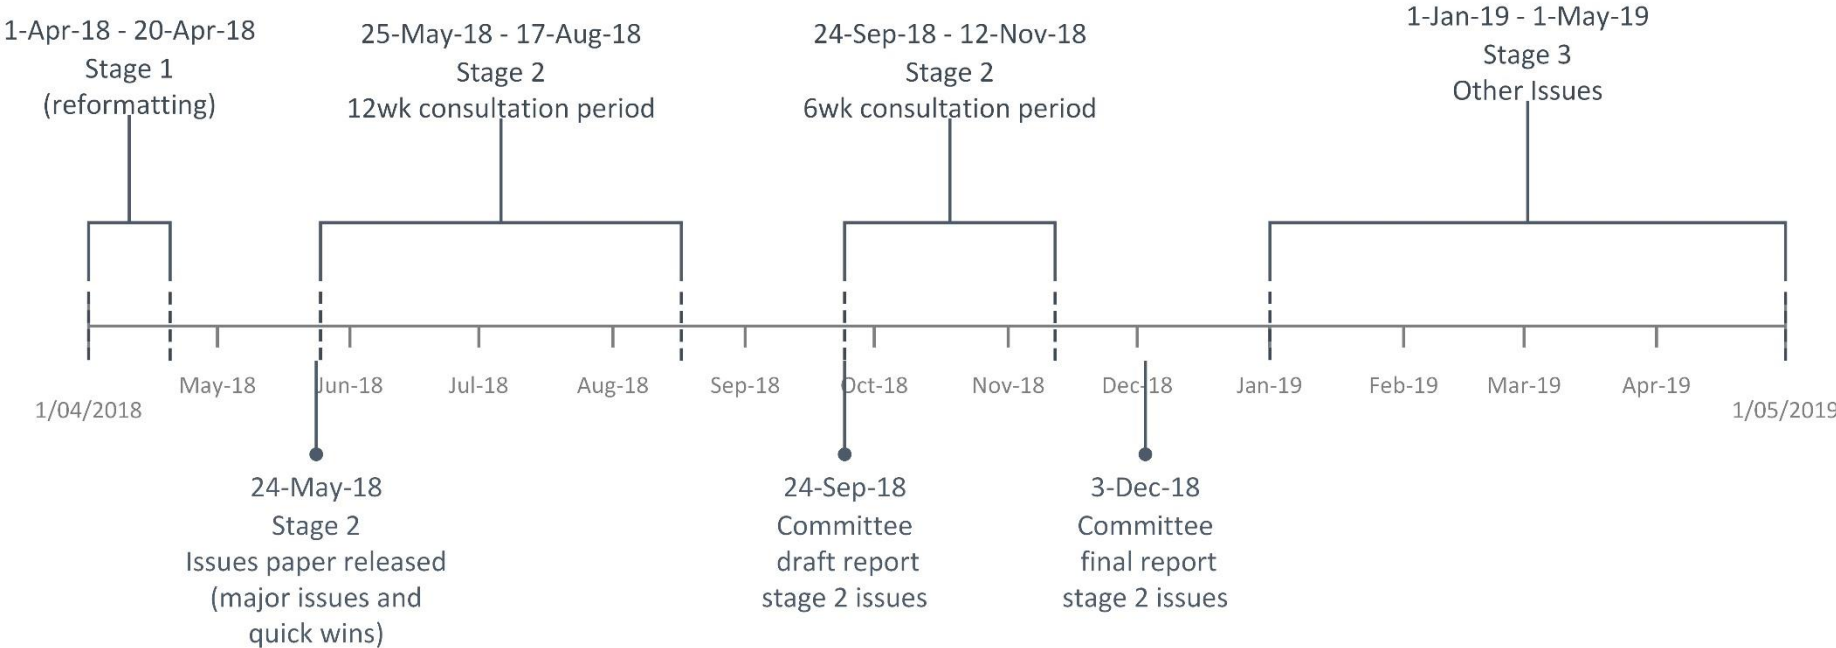 1-Apr-18 - 20-Apr-18
Stage 1
(reformatting)
25-May-18 - 17-Aug-18
Stage 2
12wk consultation period
24-Sep-18 - 12-Nov-18
Stage 2
6wk consultation period
1-Jan-19 - 1-May-19
Stage 3
Other Issues
1/04/2018
May-18
Jun-18
Jul-18
Aug-18
Sep-18
Oct-18
Nov-18
Dec-18
Jan-19
Feb-19
Mar-19
Apr-19
1/05/2019
24-May-18
Stage 2
Issues paper released
(major issues and
quick wins)
24-Sep-18
Committee
draft report
stage 2 issues
3-Dec-18
Committee
final report
stage 2 issues